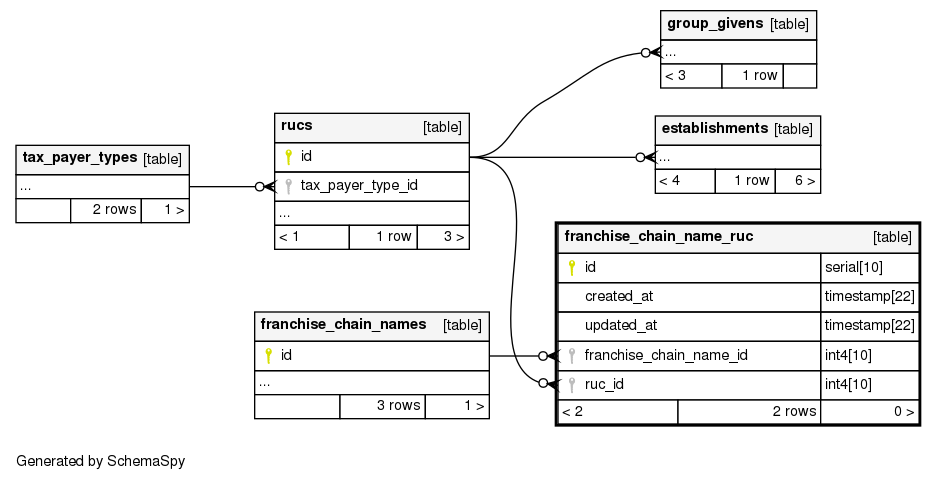 group_givens [table]
...
< 3 1 row
rucs [table]
id
tax_payer_type_id
...
< 1 1 row 3 >
establishments [table]
...
< 4 1 row 6 >
tax_payer_types [table]
...
2 rows 1 >
franchise_chain_name_ruc [table]
id serial[10]
created_at timestamp[22]
updated_at timestamp[22]
franchise_chain_name_id int4[10]
ruc_id int4[10]
< 2 2 rows 0 >
franchise_chain_names [table]
id
...
3 rows 1 >
Generated by SchemaSpy